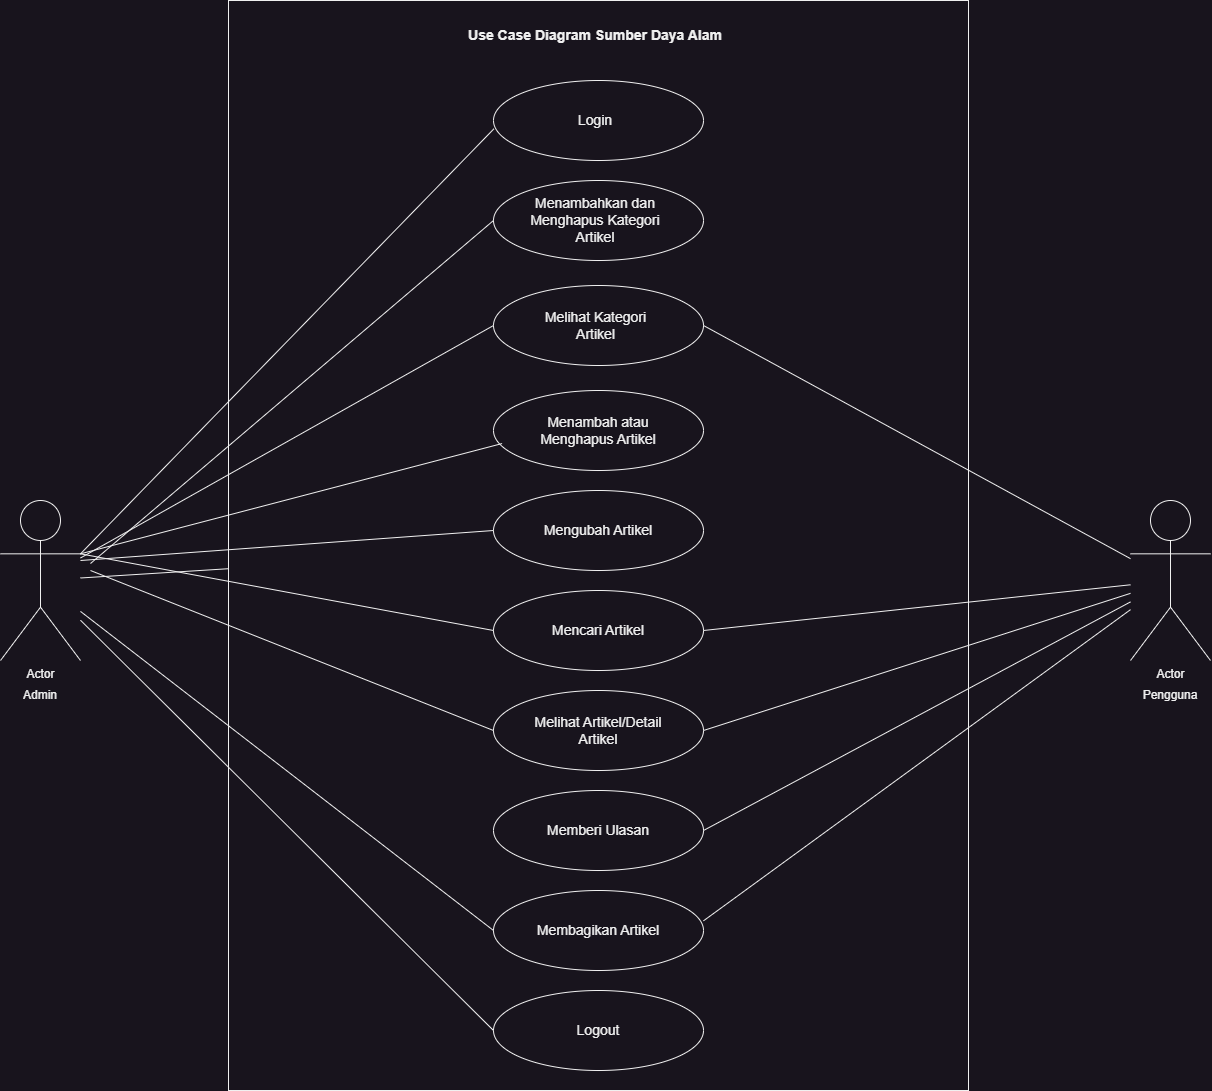 Use Case Diagram Sumber Daya Alam
Login
Menambahkan dan
Menghapus Kategori
Artikel
Melihat Kategori
Artikel
Menambah atau
Menghapus Artikel
Mengubah Artikel
Mencari Artikel
Melihat Artikel/Detail
Artikel
Memberi Ulasan
Membagikan Artikel
Logout
Actor
Admin
Actor
Pengguna